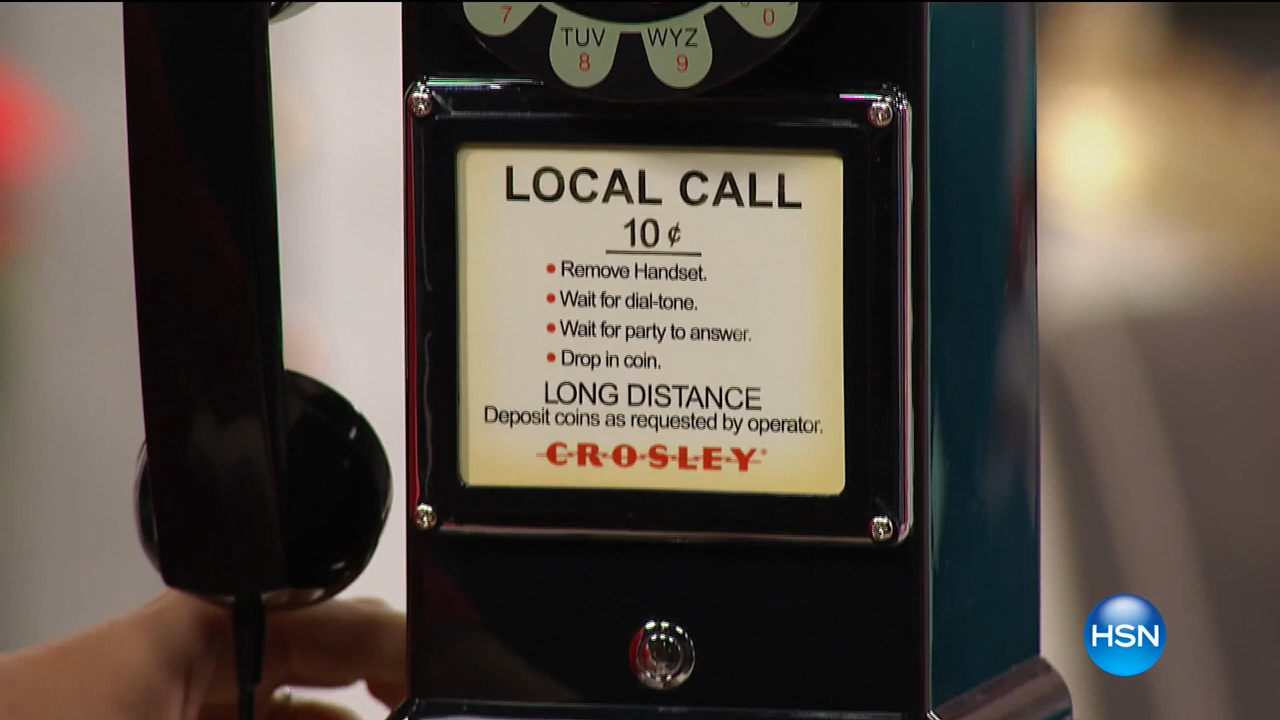 7
TUV
8
WXYZ
9
0
LOCAL CALL
10 ¢
• Remove Handset.
• Wait for dial-tone.
• Wait for party to answer.
• Drop in coin.
LONG DISTANCE
Deposit coins as requested by operator.
CROSLEY®
HSN